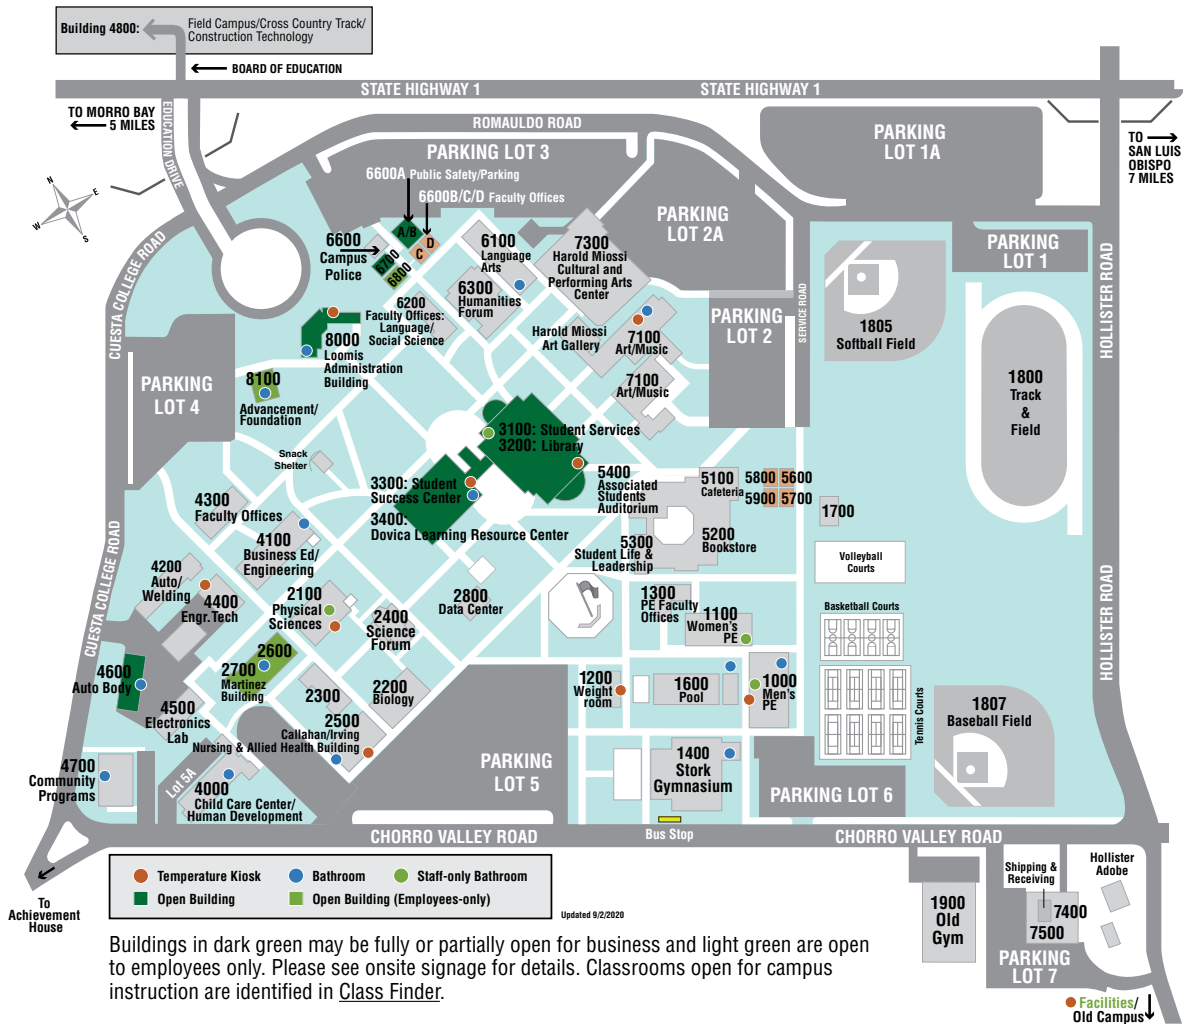 Building 4800:
Field Campus/Cross Country Track/
Construction Technology
BOARD OF EDUCATION
STATE HIGHWAY 1
STATE HIGHWAY 1
TO MORRO BAY
5 MILES
EDUCATION DRIVE
ROMAULDO ROAD
PARKING
LOT 1A
TO
SAN LUIS
OBISPO
7 MILES
PARKING LOT 3
6600A Public Safety/Parking
6600B/C/D Faculty Offices
N
E
W
S
PARKING
LOT 2A
A/B
D
C
6600
Campus
Police
6700
6800
6100
Language
Arts
7300
Harold Miossi
Cultural and
Performing Arts
Center
PARKING
LOT 1
CUESTA COLLEGE ROAD
HOLLISTER ROAD
SERVICE ROAD
6300
Humanities
Forum
6200
Faculty Offices:
Language/
Social Science
PARKING
LOT 2
1805
Softball Field
Harold Miossi
Art Gallery
7100
Art/Music
7100
Art/Music
8000
Loomis
Administration
Building
PARKING
LOT 4
8100
Advancement/
Foundation
1800
Track
&
Field
3100: Student Services
3200: Library
Snack
Shelter
3300: Student
Success Center
3400:
Dovica Learning Resource Center
5400
Associated
Students
Auditorium
5100
Cafeteria
5800
5600
5900
5700
1700
4300
Faculty Offices
4100
Business Ed/
Engineering
5300
Student Life &
Leadership
5200
Bookstore
Volleyball
Courts
CUESTA COLLEGE ROAD
HOLLISTER ROAD
4200
Auto/
Welding
4400
Engr.Tech
2100
Physical
Sciences
2400
Science
Forum
2800
Data Center
1300
PE Faculty
Offices
1100
Women's
PE
Basketball Courts
2600
2700
Martinez
Building
4600
Auto Body
2300
2200
Biology
1200
Weight
room
1600
Pool
1000
Men's
PE
Tennis Courts
1807
Baseball Field
4500
Electronics
Lab
2500
Callahan/Irving
Nursing & Allied Health Building
4700
Community
Programs
Lot 5A
4000
Child Care Center/
Human Development
PARKING
LOT 5
1400
Stork
Gymnasium
PARKING LOT 6
CHORRO VALLEY ROAD
Bus Stop
CHORRO VALLEY ROAD
To
Achievement
House
Temperature Kiosk
Bathroom
Staff-only Bathroom
Open Building
Open Building (Employees-only)
Updated 9/2/2020
1900
Old
Gym
Shipping &
Receiving
7400
7500
Hollister
Adobe
PARKING
LOT 7
Facilities/
Old Campus
Buildings in dark green may be fully or partially open for business and light green are open
to employees only. Please see onsite signage for details. Classrooms open for campus
instruction are identified in Class Finder.